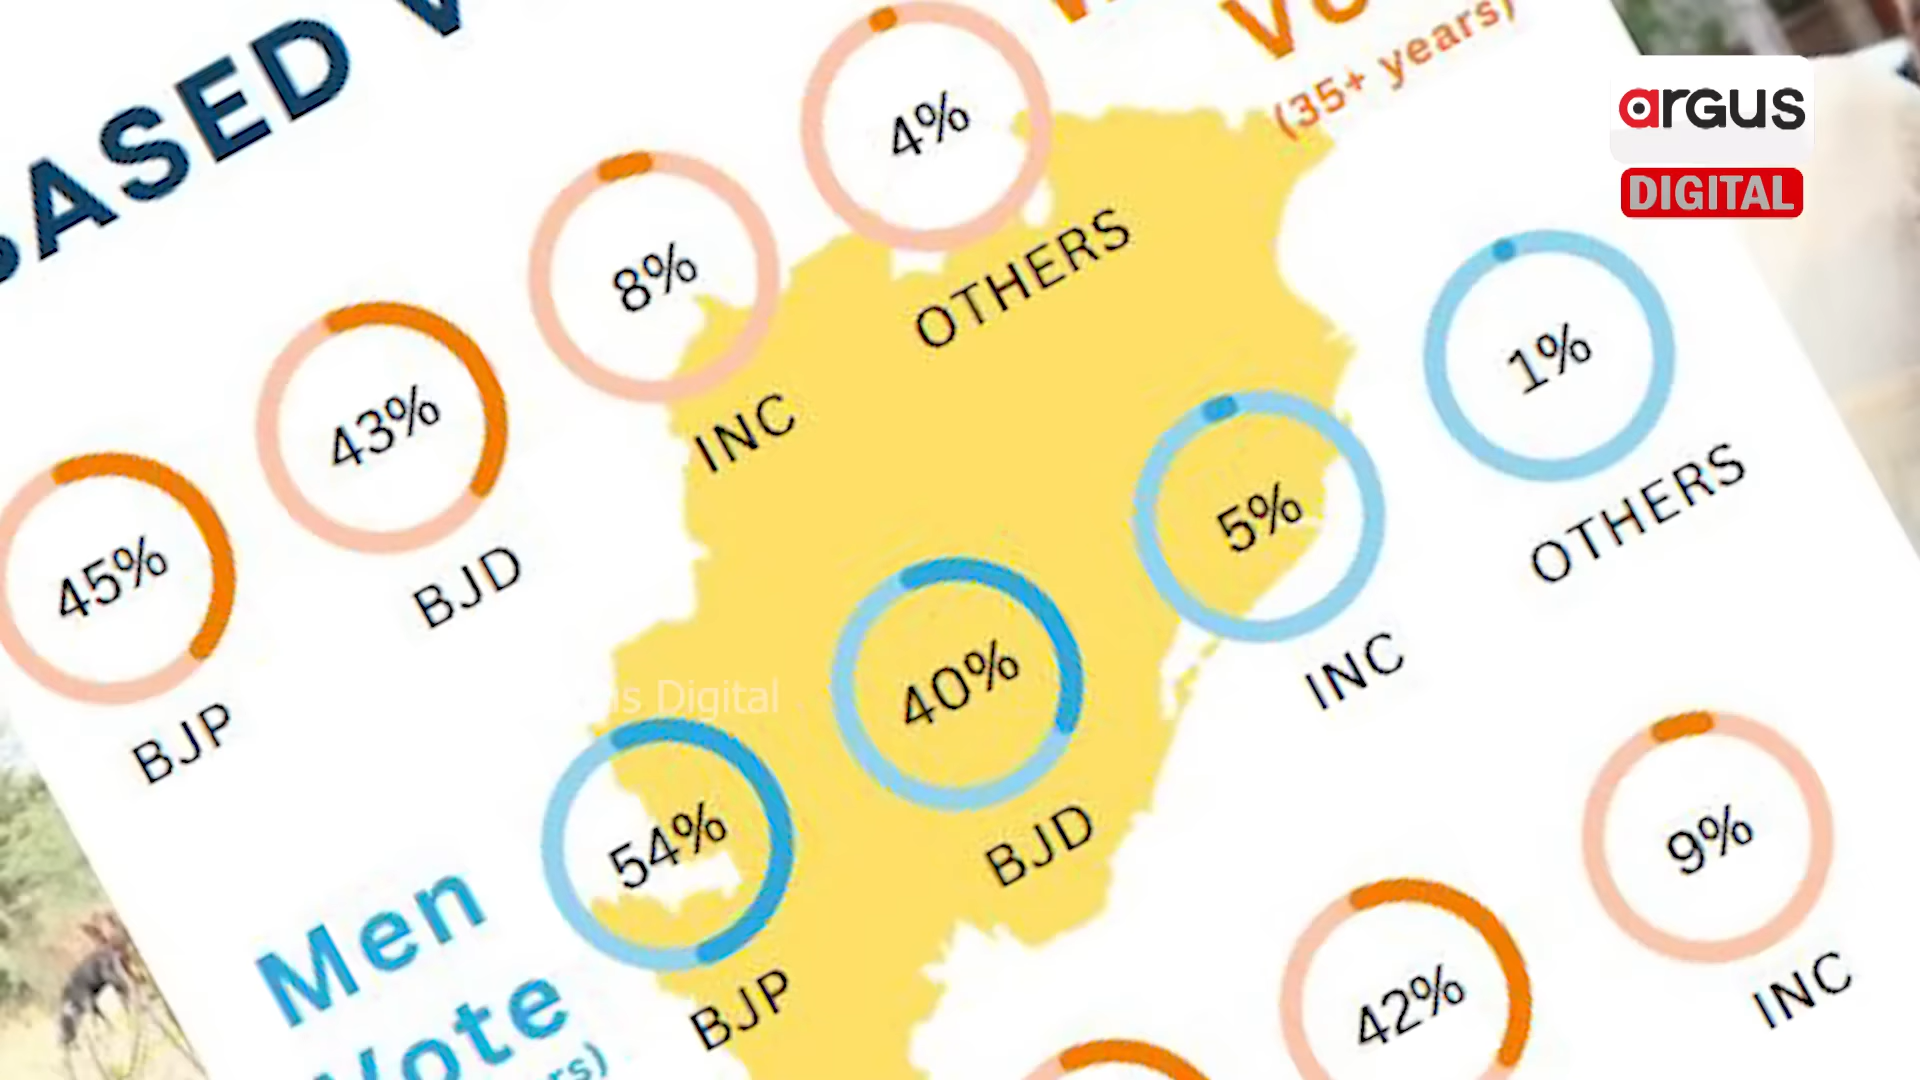 (35+ years)
argus
DIGITAL
4%
OTHERS
8%
INC
43%
BJD
45%
BJP
1%
OTHERS
5%
INC
40%
BJD
54%
BJP
Men
Vote
9%
INC
42%
Digital